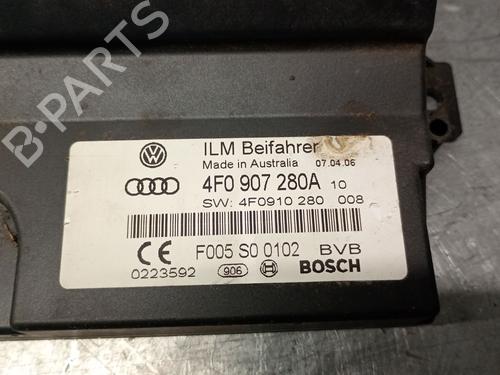 B-PARTS
ILM Beifahrer
Made in Australia 07.04.06
4F0 907 280A 10
SW: 4F0910 280 008
F005 S0 0102 BVB
0223592 906 BOSCH